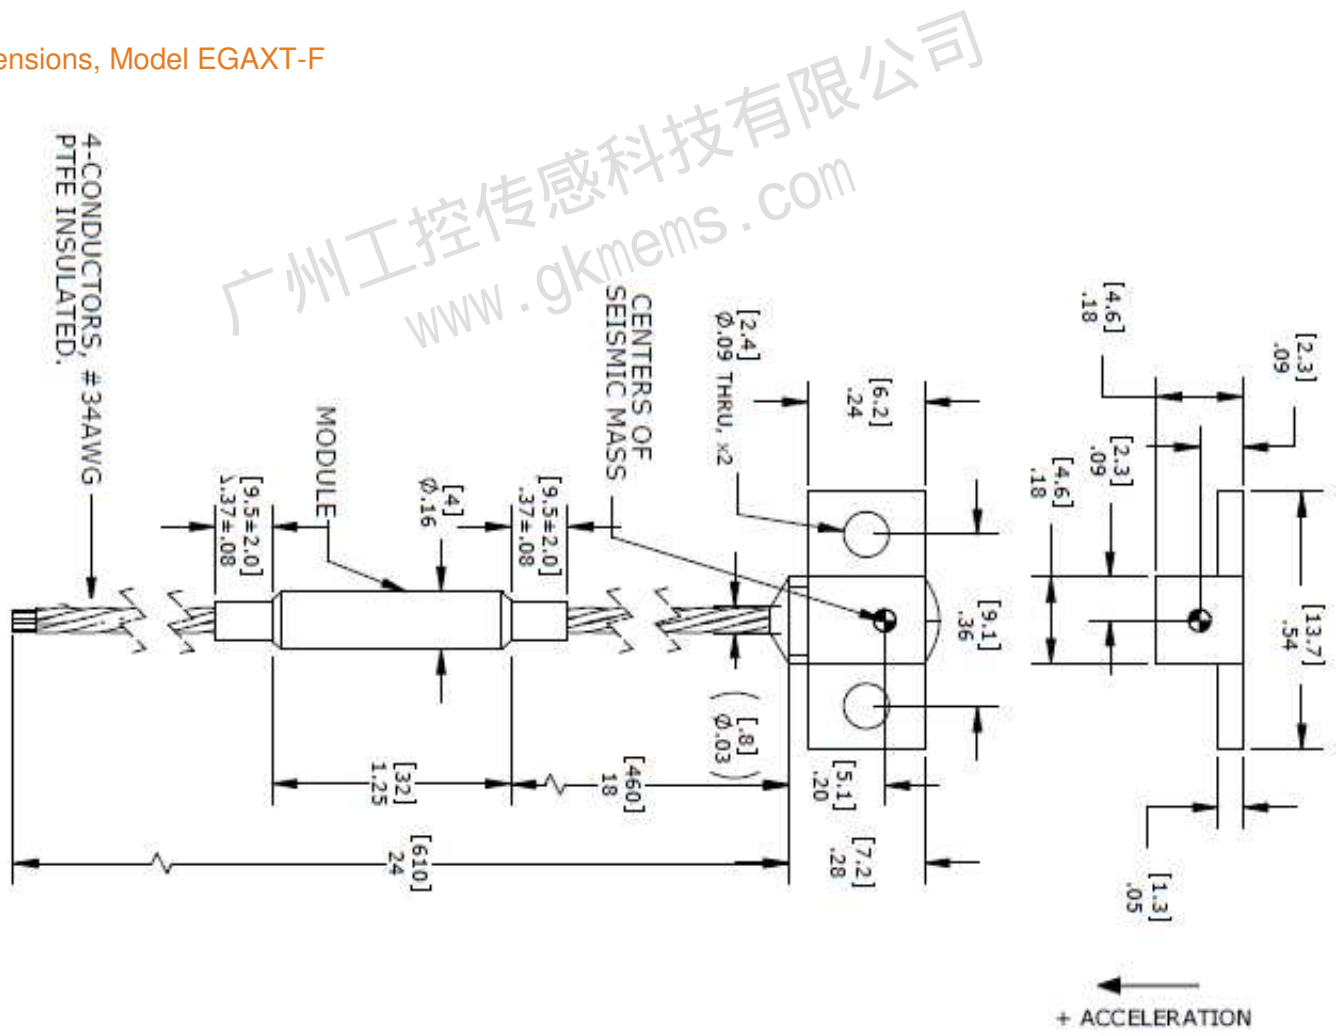 ensions, Model EGAXT-F
广州工控传感科技有限公司
www.gkmems.com
4-CONDUCTORS, #34AWG
PTFE INSULATED.
MODULE
CENTERS OF
SEISMIC MASS
[2.4]
Ø.09 THRU, x2
[6.2]
.24
[4.6]
.18
[2.3]
.09
[2.3]
.09
[4.6]
.18
[9.5±2.0]
.37±.08
[4]
Ø.16
[9.5±2.0]
.37±.08
[9.1]
.36
[13.7]
.54
[.8]
(Ø.03)
[5.1]
.20
[32]
1.25
[460]
18
[7.2]
.28
[610]
24
[1.3]
.05
+ ACCELERATION